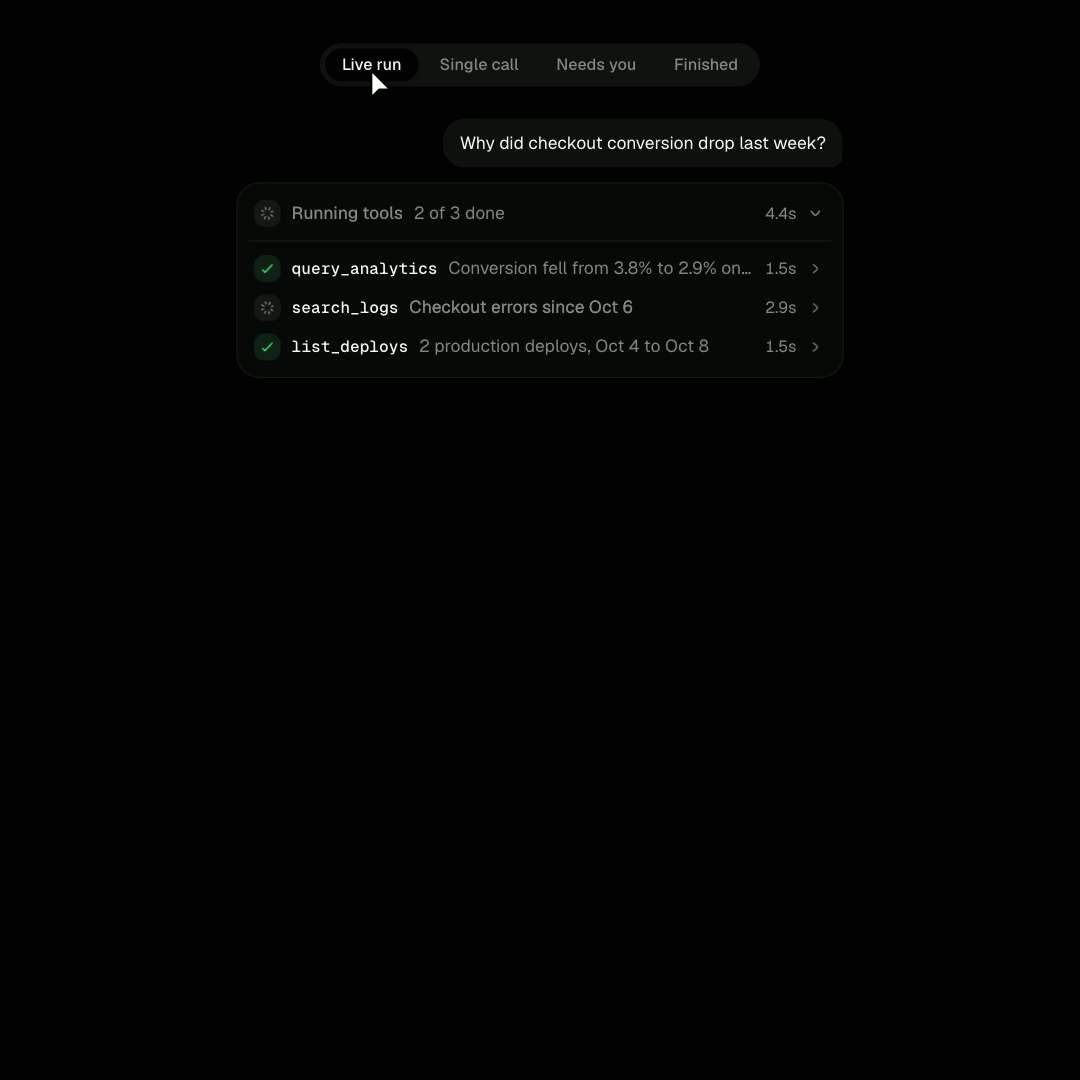 Live run Single call Needs you Finished
Why did checkout conversion drop last week?
Running tools 2 of 3 done 4.4s
query_analytics Conversion fell from 3.8% to 2.9% on… 1.5s
search_logs Checkout errors since Oct 6 2.9s
list_deploys 2 production deploys, Oct 4 to Oct 8 1.5s